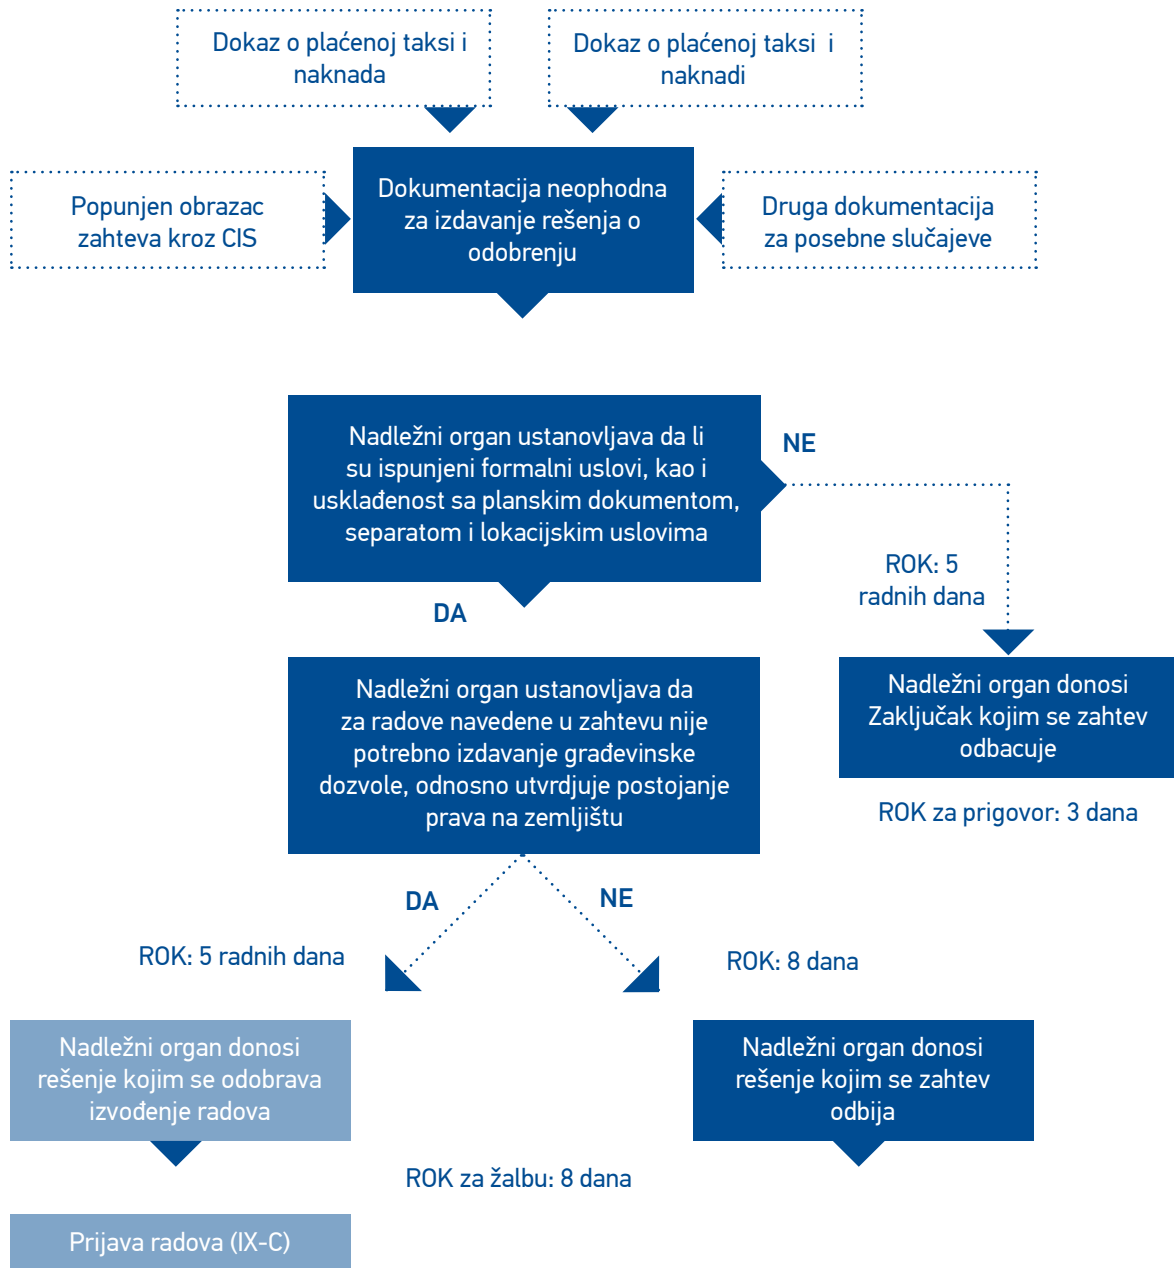 Dokaz o plaćenoj taksi i
naknada
Dokaz o plaćenoj taksi i
naknadi
Popunjen obrazac
zahteva kroz CIS
Dokumentacija neophodna
za izdavanje rešenja o
odobrenju
Druga dokumentacija
za posebne slučajeve
Nadležni organ ustanovljava da li
su ispunjeni formalni uslovi, kao i
usklađenost sa planskim dokumentom,
separatom i lokacijskim uslovima
NE
ROK: 5
radnih dana
DA
Nadležni organ ustanovljava da
za radove navedene u zahtevu nije
potrebno izdavanje građevinske
dozvole, odnosno utvrdjuje postojanje
prava na zemljištu
Nadležni organ donosi
Zaključak kojim se zahtev
odbacuje
ROK za prigovor: 3 dana
DA
NE
ROK: 5 radnih dana
ROK: 8 dana
Nadležni organ donosi
rešenje kojim se odobrava
izvođenje radova
Nadležni organ donosi
rešenje kojim se zahtev
odbija
ROK za žalbu: 8 dana
Prijava radova (IX-C)